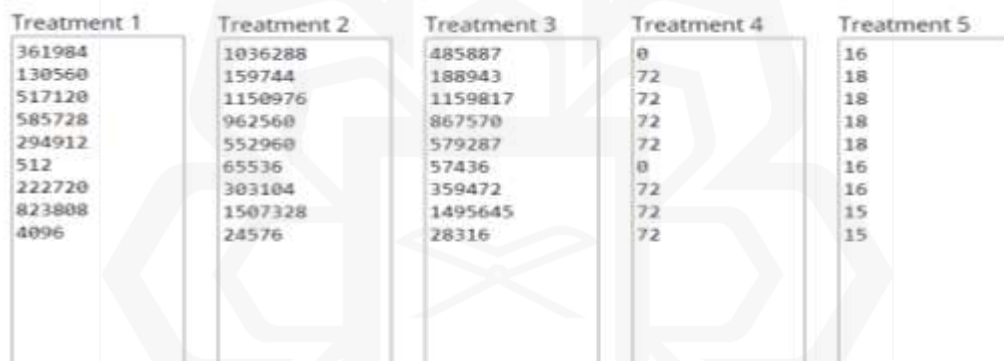 Treatment 1 Treatment 2 Treatment 3 Treatment 4 Treatment 5
361984 1036288 485887 0 16
130560 159744 188943 72 18
517120 1150976 1159817 72 18
585728 962560 867570 72 18
294912 552960 579287 72 18
512 65536 57436 0 16
222720 303104 359472 72 16
823808 1507328 1495645 72 15
4096 24576 28316 72 15